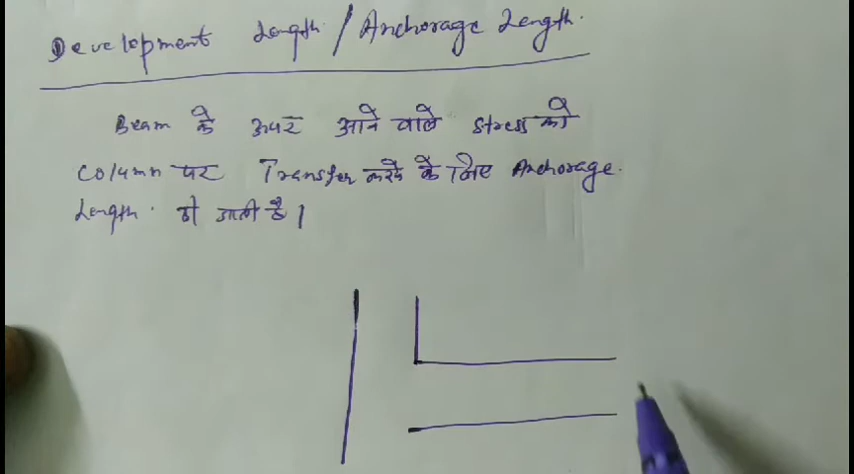 Development Length / Anchorage Length.
Beam के ऊपर आने वाले stress को
column पर Transfer करने के लिए Anchorage
Length दी जाती है।